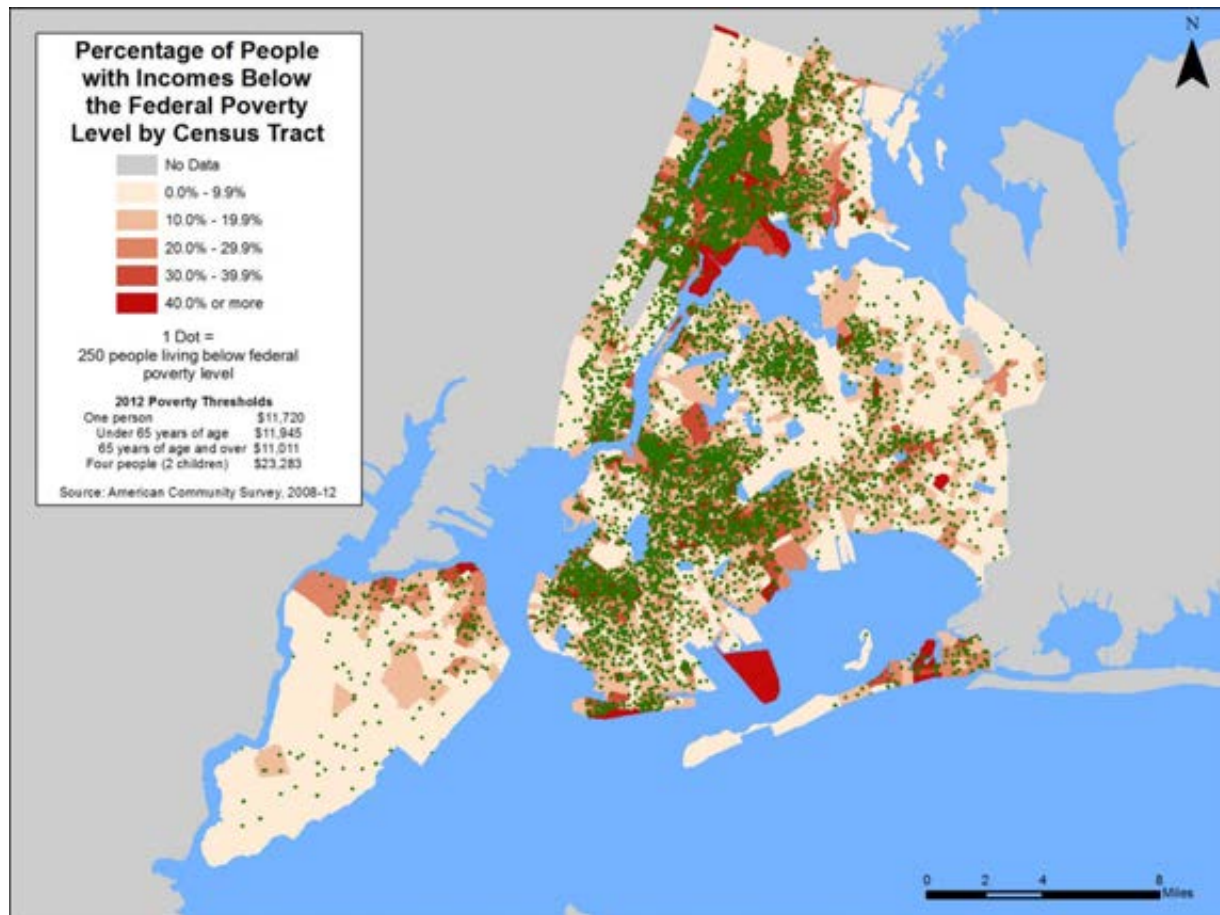 Percentage of People
with Incomes Below
the Federal Poverty
Level by Census Tract
No Data
0.0% - 9.9%
10.0% - 19.9%
20.0% - 29.9%
30.0% - 39.9%
40.0% or more
1 Dot =
250 people living below federal
poverty level
2012 Poverty Thresholds
One person $11,720
Under 65 years of age $11,945
65 years of age and over $11,011
Four people (2 children) $23,283
Source: American Community Survey, 2008-12
N
0 2 4 8
Miles